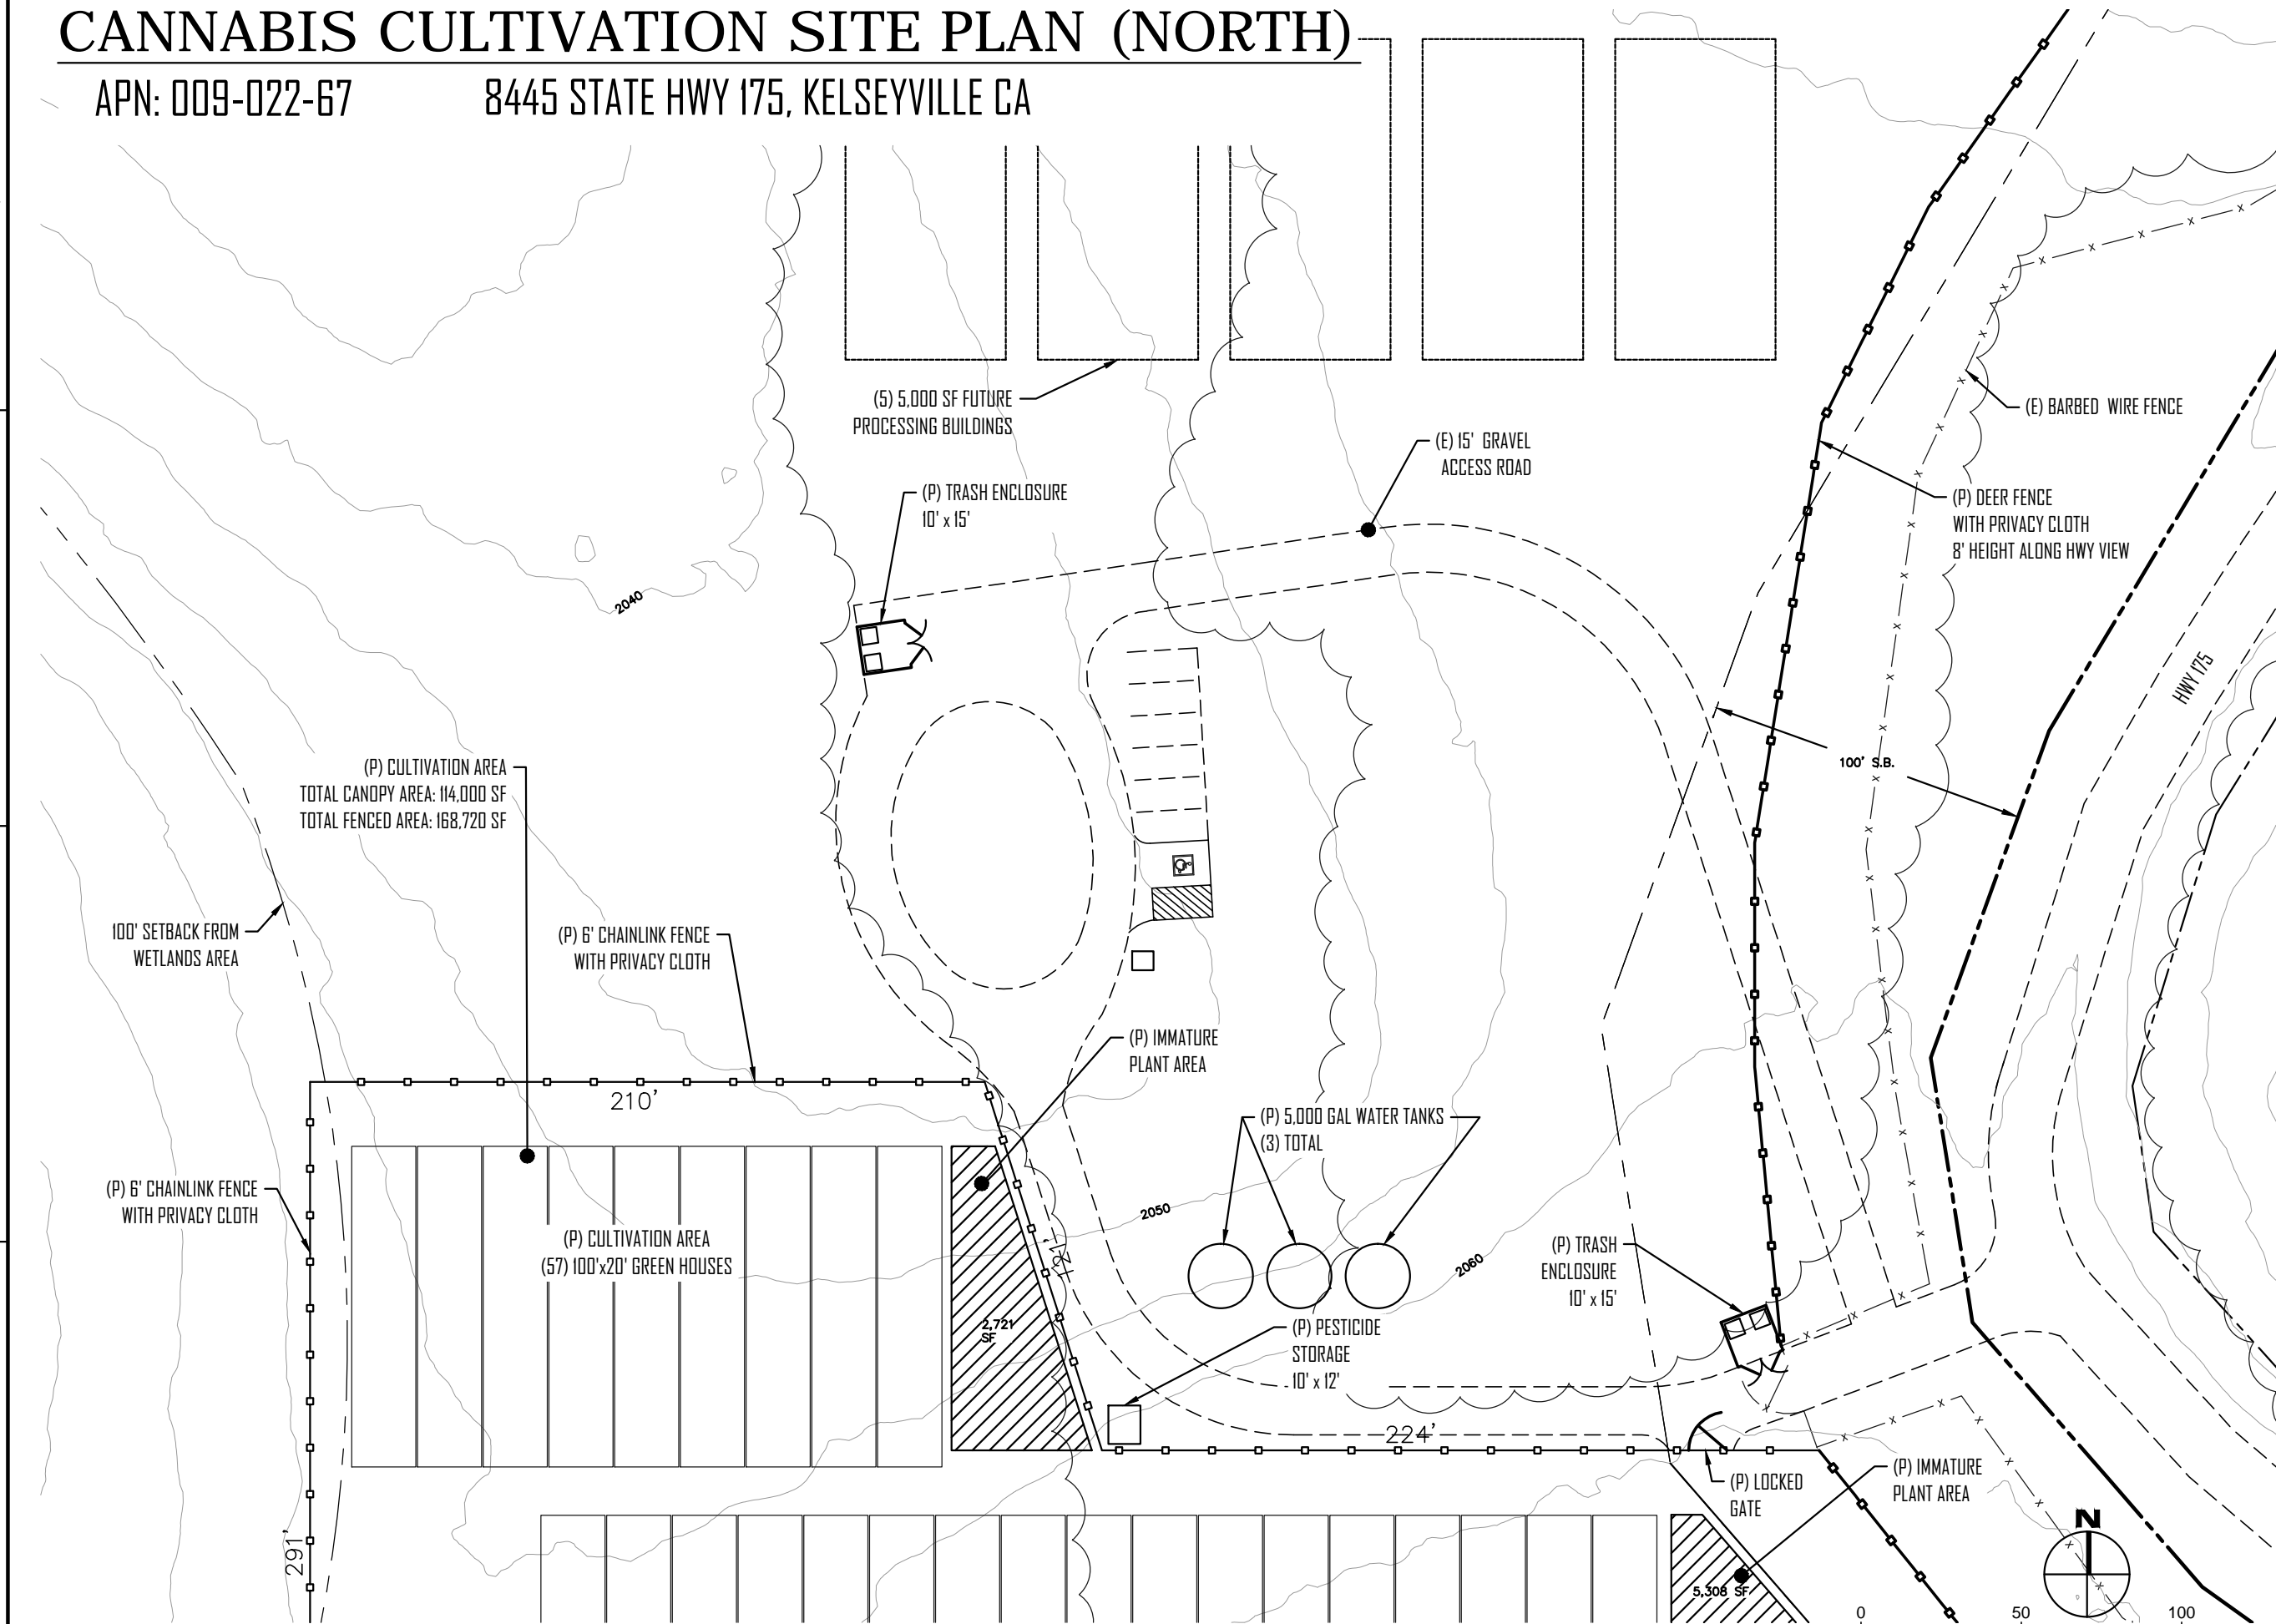 CANNABIS CULTIVATION SITE PLAN (NORTH)
APN: 009-022-67
8445 STATE HWY 175, KELSEYVILLE CA
(5) 5,000 SF FUTURE
PROCESSING BUILDINGS
(E) BARBED WIRE FENCE
(E) 15' GRAVEL
ACCESS ROAD
(P) TRASH ENCLOSURE
10' x 15'
(P) DEER FENCE
WITH PRIVACY CLOTH
8' HEIGHT ALONG HWY VIEW
2040
HWY 175
100' S.B.
(P) CULTIVATION AREA
TOTAL CANOPY AREA: 114,000 SF
TOTAL FENCED AREA: 168,720 SF
100' SETBACK FROM
WETLANDS AREA
(P) 6' CHAINLINK FENCE
WITH PRIVACY CLOTH
(P) IMMATURE
PLANT AREA
210'
(P) 5,000 GAL WATER TANKS
(3) TOTAL
(P) 6' CHAINLINK FENCE
WITH PRIVACY CLOTH
2050
(P) CULTIVATION AREA
(57) 100'x20' GREEN HOUSES
121'
2060
(P) TRASH
ENCLOSURE
10' x 15'
2,721
SF
(P) PESTICIDE
STORAGE
10' x 12'
224'
(P) LOCKED
GATE
(P) IMMATURE
PLANT AREA
291'
N
5,308 SF
0 50 100